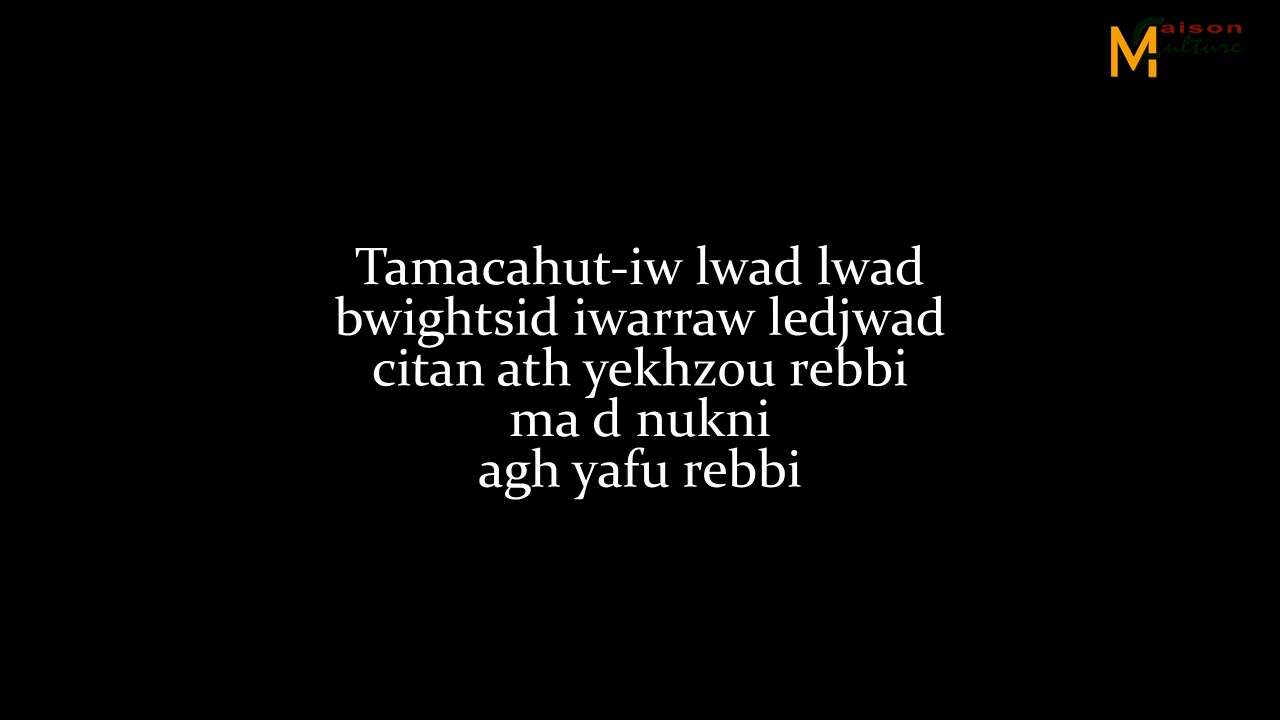 Maison
Culture
Tamacahut-iw lwad lwad
bwightsid iwarraw ledjwad
citan ath yekhzou rebbi
ma d nukni
agh yafu rebbi